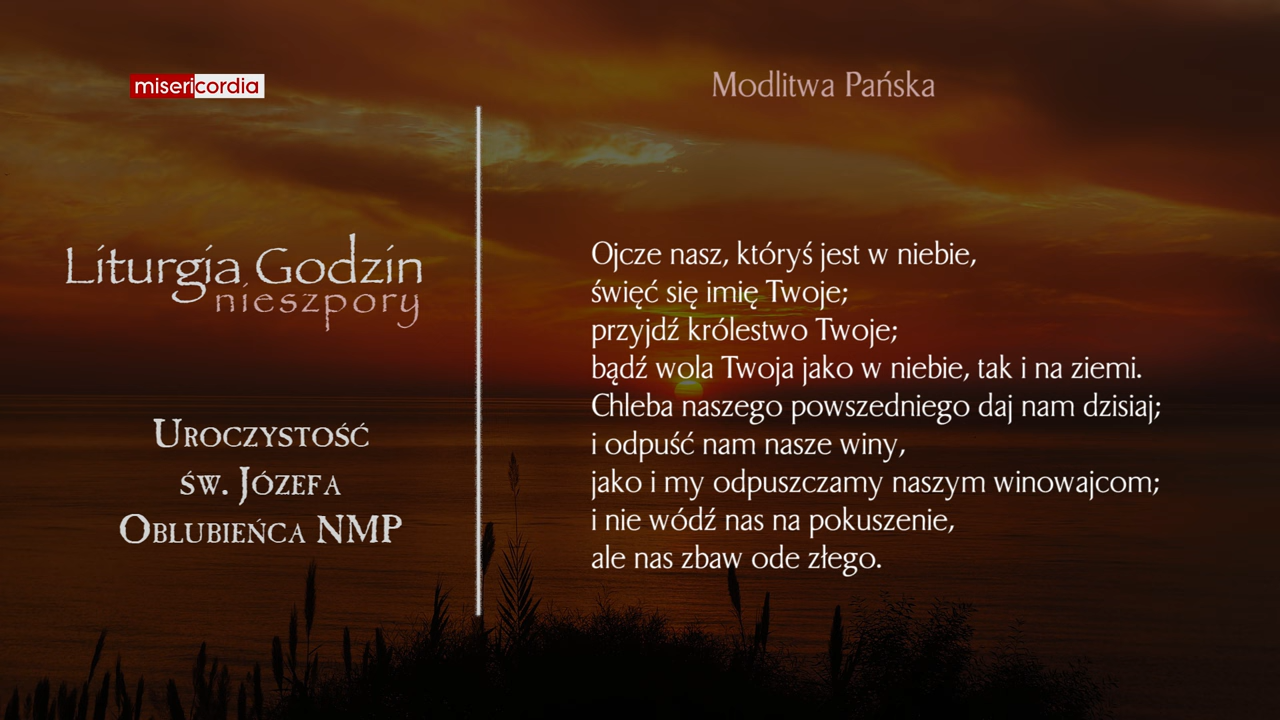 misericordia
Liturgia Godzin
nieszpory
Uroczystość
św. Józefa
Oblubieńca NMP
Modlitwa Pańska
Ojcze nasz, któryś jest w niebie,
święć się imię Twoje;
przyjdź królestwo Twoje;
bądź wola Twoja jako w niebie, tak i na ziemi.
Chleba naszego powszedniego daj nam dzisiaj;
i odpuść nam nasze winy,
jako i my odpuszczamy naszym winowajcom;
i nie wódź nas na pokuszenie,
ale nas zbaw ode złego.